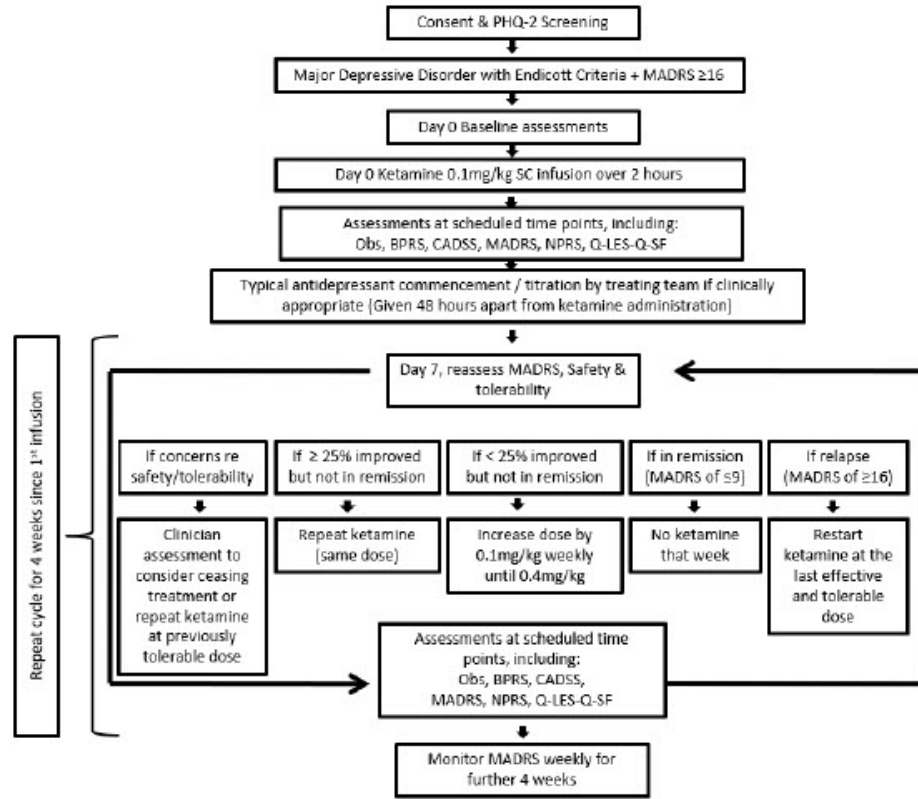 Consent & PHQ-2 Screening
Major Depressive Disorder with Endicott Criteria + MADRS ≥16
Day 0 Baseline assessments
Day 0 Ketamine 0.1mg/kg SC infusion over 2 hours
Assessments at scheduled time points, including:
Obs, BPRS, CADSS, MADRS, NPRS, Q-LES-Q-SF
Typical antidepressant commencement / titration by treating team if clinically
appropriate (Given 48 hours apart from ketamine administration)
Repeat cycle for 4 weeks since 1st infusion
Day 7, reassess MADRS, Safety &
tolerability
If concerns re
safety/tolerability
If ≥ 25% improved
but not in remission
If < 25% improved
but not in remission
If in remission
(MADRS of ≤9)
If relapse
(MADRS of ≥16)
Clinician
assessment to
consider ceasing
treatment or
repeat ketamine
at previously
tolerable dose
Repeat ketamine
(same dose)
Increase dose by
0.1mg/kg weekly
until 0.4mg/kg
No ketamine
that week
Restart
ketamine at the
last effective
and tolerable
dose
Assessments at scheduled time
points, including:
Obs, BPRS, CADSS,
MADRS, NPRS, Q-LES-Q-SF
Monitor MADRS weekly for
further 4 weeks